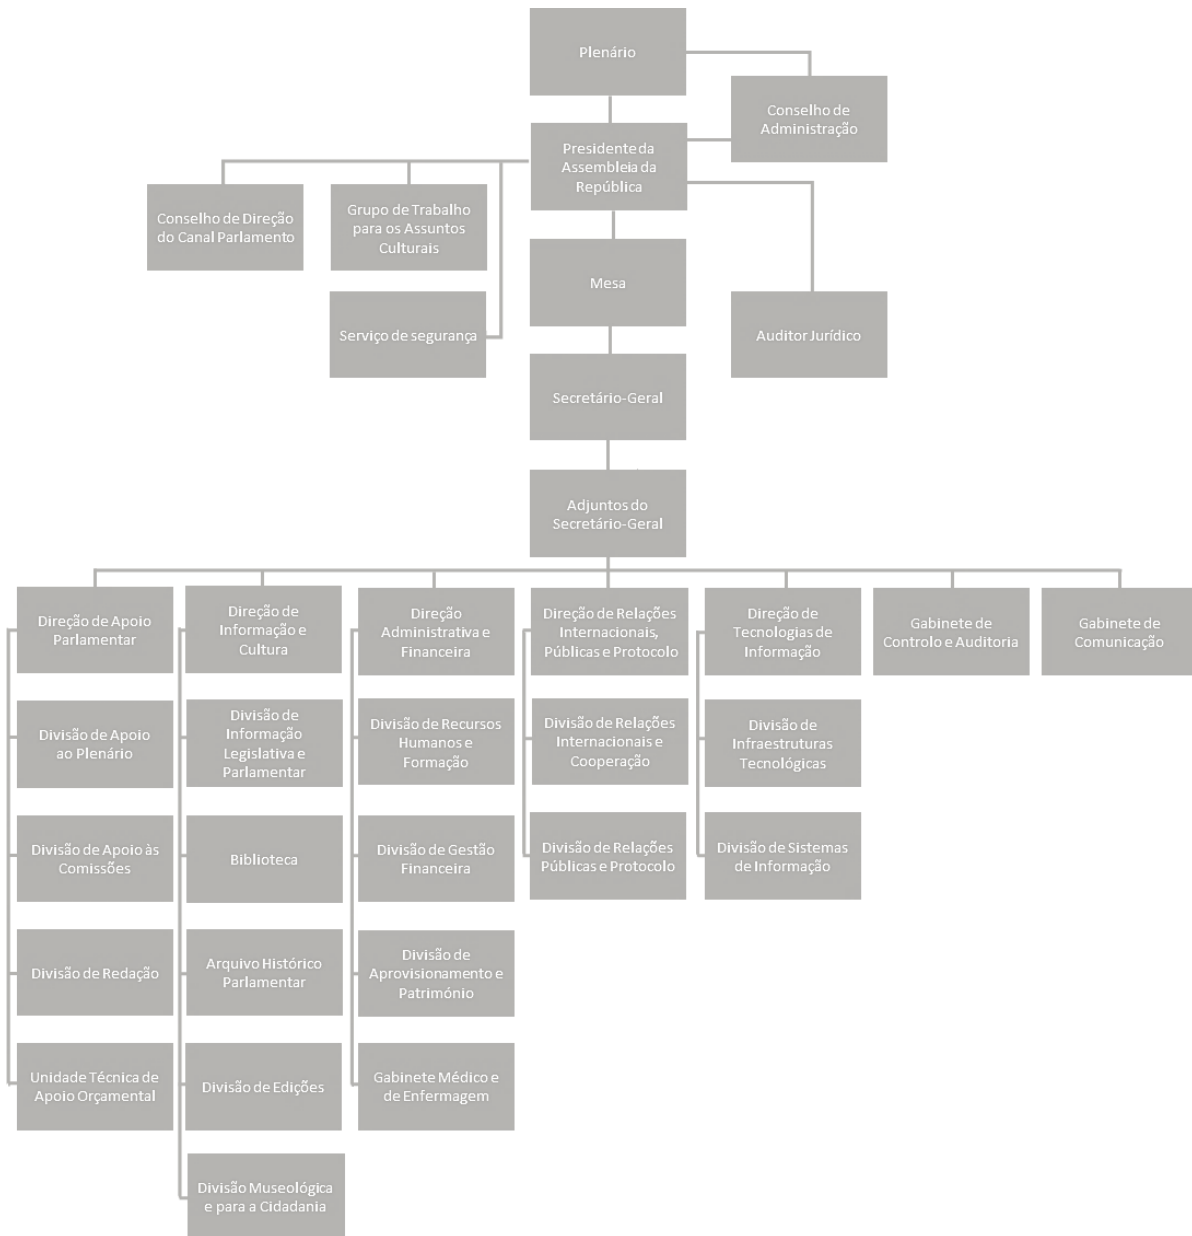 Plenário
Conselho de
Administração
Presidente da
Assembleia da
República
Conselho de Direção
do Canal Parlamento
Grupo de Trabalho
para os Assuntos
Culturais
Mesa
Serviço de segurança
Auditor Jurídico
Secretário-Geral
Adjuntos do
Secretário-Geral
Direção de Apoio
Parlamentar
Direção de
Informação e
Cultura
Direção
Administrativa e
Financeira
Direção de Relações
Internacionais,
Públicas e Protocolo
Direção de
Tecnologias de
Informação
Gabinete de
Controlo e Auditoria
Gabinete de
Comunicação
Divisão de Apoio
ao Plenário
Divisão de
Informação
Legislativa e
Parlamentar
Divisão de Recursos
Humanos e
Formação
Divisão de Relações
Internacionais e
Cooperação
Divisão de
Infraestruturas
Tecnológicas
Divisão de Apoio às
Comissões
Biblioteca
Divisão de Gestão
Financeira
Divisão de Relações
Públicas e Protocolo
Divisão de Sistemas
de Informação
Divisão de Redação
Arquivo Histórico
Parlamentar
Divisão de
Aprovisionamento e
Património
Unidade Técnica de
Apoio Orçamental
Divisão de Edições
Gabinete Médico e
de Enfermagem
Divisão Museológica
e para a Cidadania